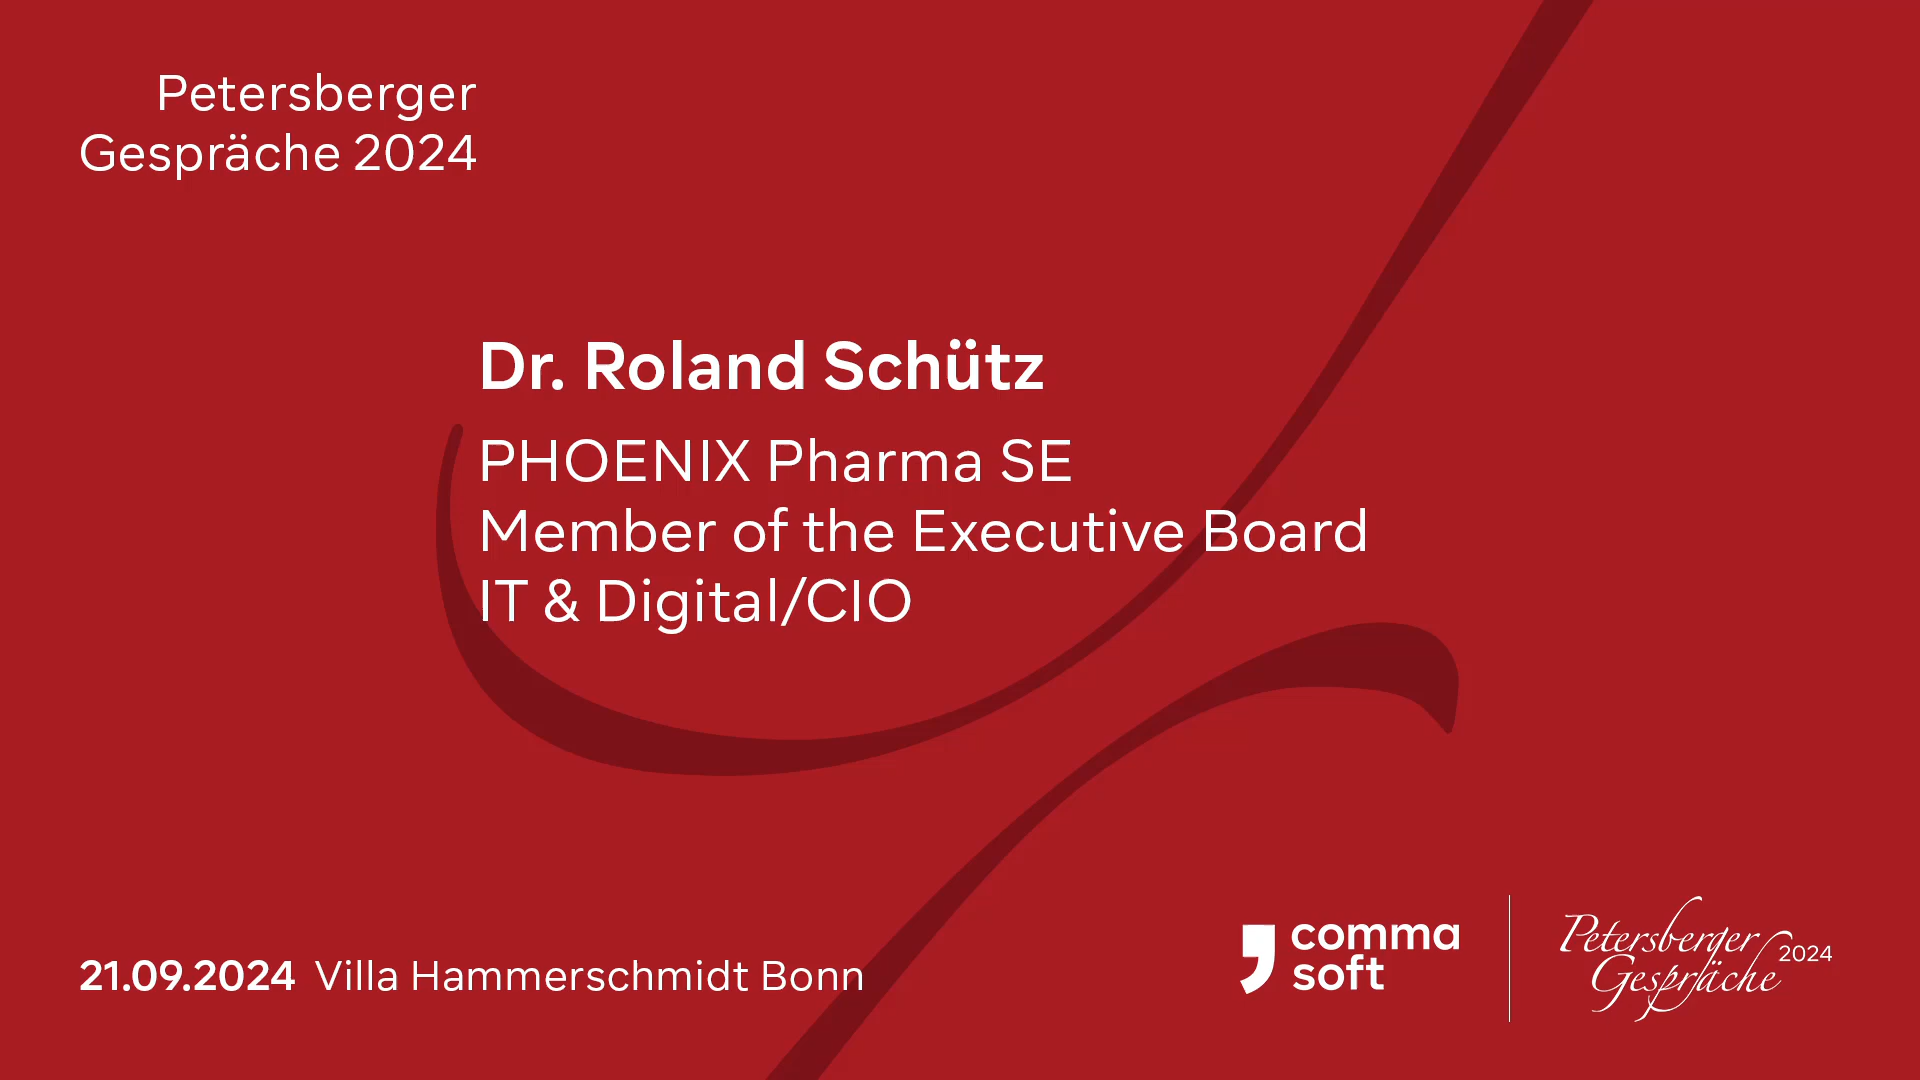 Petersberger
Gespräche 2024
Dr. Roland Schütz
PHOENIX Pharma SE
Member of the Executive Board
IT & Digital/CIO
21.09.2024 Villa Hammerschmidt Bonn
comma
soft
Petersberger
Gespräche 2024